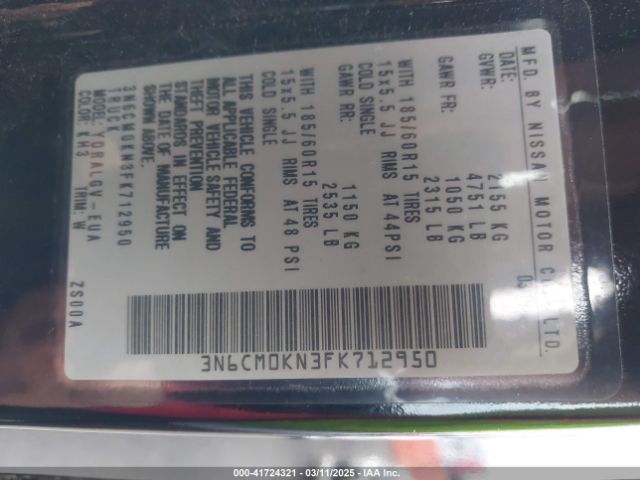 MFD. BY NISSAN MOTOR CO., LTD.
DATE:
GVWR: 2155 KG
4751 LB
GAWR FR: 1050 KG
2315 LB
WITH 185/60R15 TIRES
15x5.5 JJ RIMS AT 44PSI
COLD SINGLE
GAWR RR: 1150 KG
2535 LB
WITH 185/60R15 TIRES
15x5.5 JJ RIMS AT 48 PSI
COLD SINGLE
THIS VEHICLE CONFORMS TO
ALL APPLICABLE FEDERAL
MOTOR VEHICLE SAFETY AND
THEFT PREVENTION
STANDARDS IN EFFECT ON
THE DATE OF MANUFACTURE
SHOWN ABOVE.
3N6CM0KN3FK712950
TRUCK
MODEL: YDRALGV-EUA
COLOR: KH3 TRIM: W
ZS00A
3N6CM0KN3FK712950
000-41724321 - 03/11/2025 - IAA Inc.